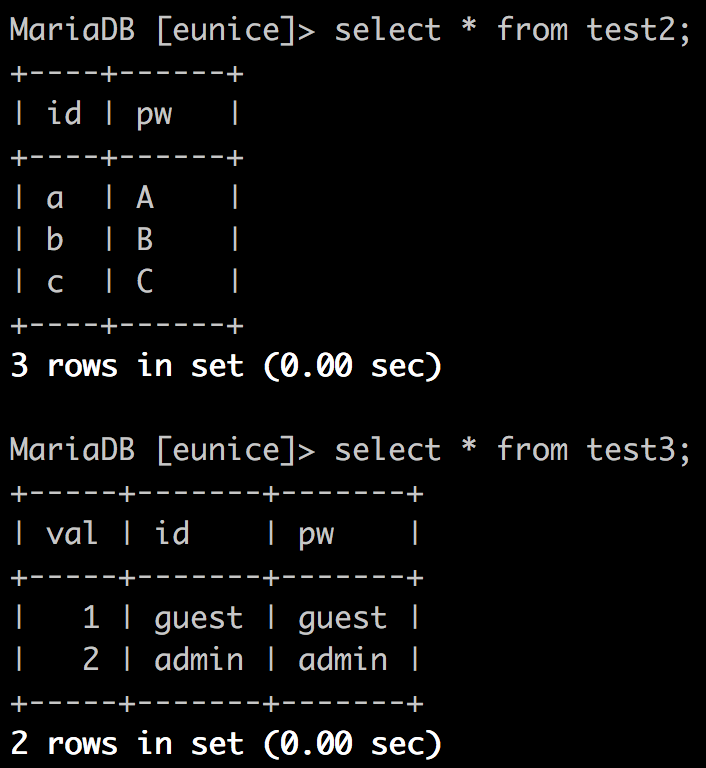 MariaDB [eunice]> select * from test2;
+----+------+
| id | pw   |
+----+------+
| a  | A    |
| b  | B    |
| c  | C    |
+----+------+
3 rows in set (0.00 sec)

MariaDB [eunice]> select * from test3;
+-----+-------+-------+
| val | id    | pw    |
+-----+-------+-------+
|   1 | guest | guest |
|   2 | admin | admin |
+-----+-------+-------+
2 rows in set (0.00 sec)